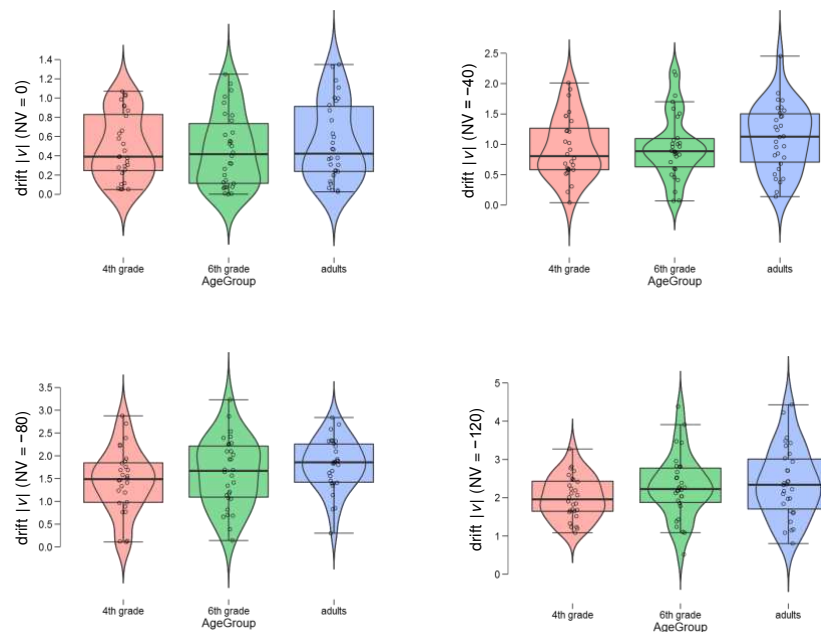 drift |v| (NV = 0)
1.4
1.2
1.0
0.8
0.6
0.4
0.2
0.0
4th grade 6th grade adults
AgeGroup
drift |v| (NV = −40)
2.5
2.0
1.5
1.0
0.5
0.0
4th grade 6th grade adults
AgeGroup
drift |v| (NV = −80)
3.5
3.0
2.5
2.0
1.5
1.0
0.5
0.0
4th grade 6th grade adults
AgeGroup
drift |v| (NV = −120)
5
4
3
2
1
0
4th grade 6th grade adults
AgeGroup